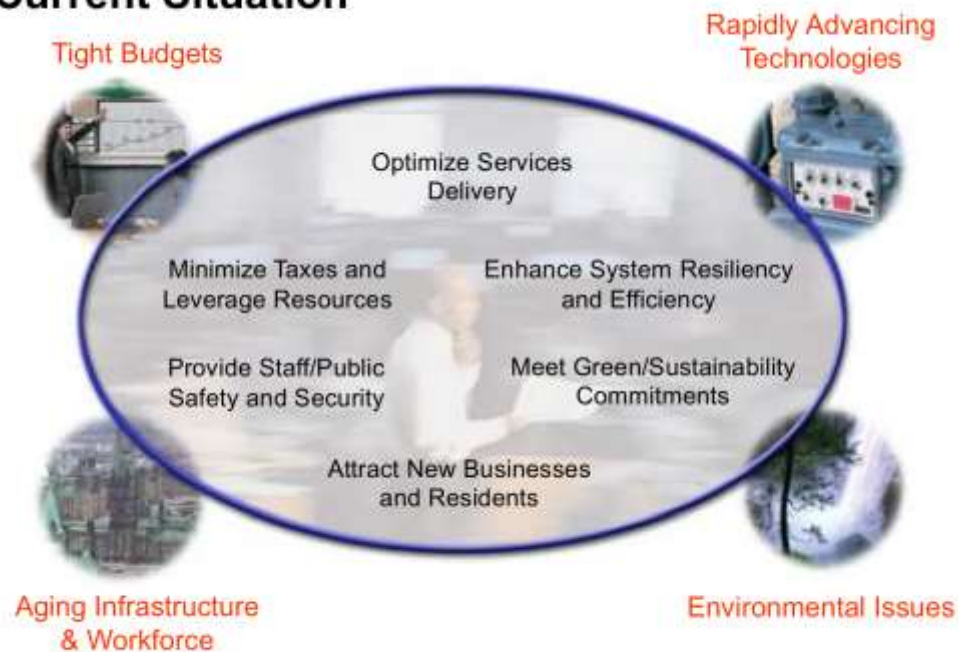 Current Situation
Tight Budgets
Rapidly Advancing
Technologies
Optimize Services
Delivery
Minimize Taxes and
Leverage Resources
Enhance System Resiliency
and Efficiency
Provide Staff/Public
Safety and Security
Meet Green/Sustainability
Commitments
Attract New Businesses
and Residents
Aging Infrastructure
& Workforce
Environmental Issues